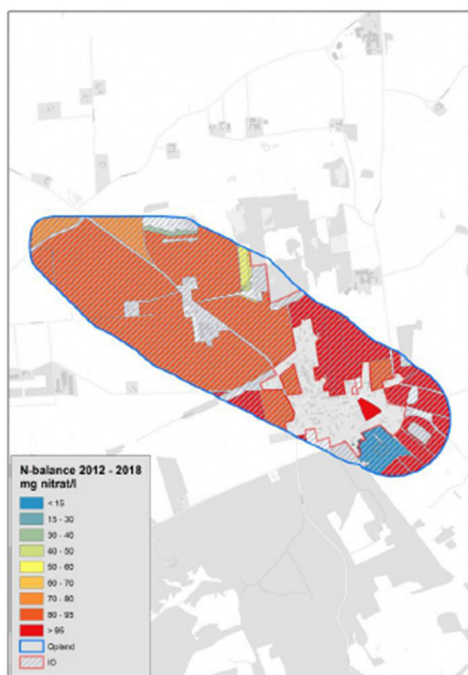 N-balance 2012 - 2018
mg nitrat/l
< 15
15 - 30
30 - 40
40 - 50
50 - 60
60 - 70
70 - 80
80 - 95
> 95
Opland
IO